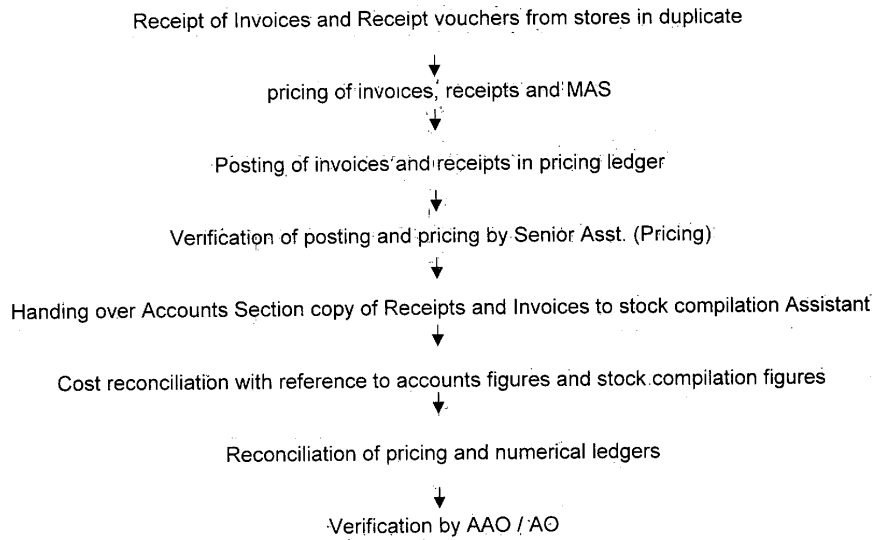 Receipt of Invoices and Receipt vouchers from stores in duplicate
pricing of invoices, receipts and MAS
Posting of invoices and receipts in pricing ledger
Verification of posting and pricing by Senior Asst. (Pricing)
Handing over Accounts Section copy of Receipts and Invoices to stock compilation Assistant
Cost reconciliation with reference to accounts figures and stock compilation figures
Reconciliation of pricing and numerical ledgers
Verification by AAO / AO